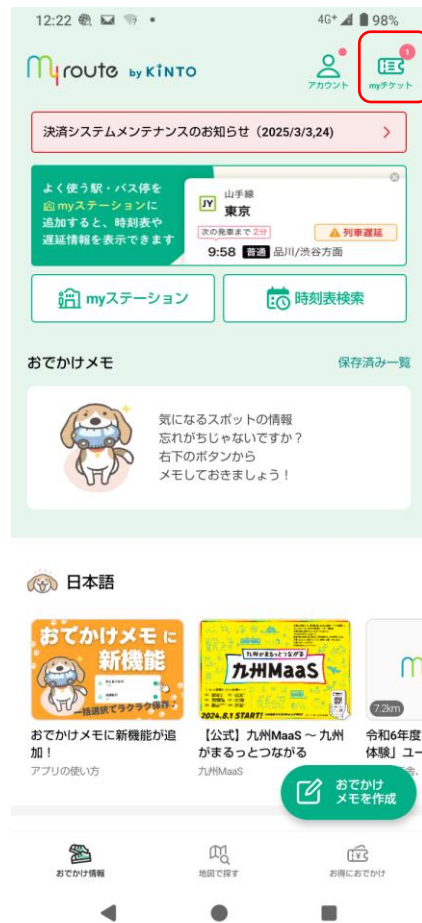 12:22
4G+ 98%
my route by KINTO
アカウント
1
myチケット
決済システムメンテナンスのお知らせ（2025/3/3,24)
よく使う駅・バス停を
myステーションに
追加すると、時刻表や
遅延情報を表示できます
JY 山手線
東京
次の発車まで 2分
列車遅延
9:58 普通 品川/渋谷方面
myステーション
時刻表検索
おでかけメモ
保存済み一覧
気になるスポットの情報
忘れがちじゃないですか？
右下のボタンから
メモしておきましょう！
日本語
おでかけメモ に
新機能
一括選択でラクラク保存♪
おでかけメモに新機能が追
加！
アプリの使い方
九州がまるっとつながる
九州MaaS
2024.8.1 START!
【公式】九州MaaS ～ 九州
がまるっとつながる
九州MaaS
7.2km
令和6年度
体験」ユー
おでかけ
メモを作成
おでかけ情報
地図で探す
お得におでかけ